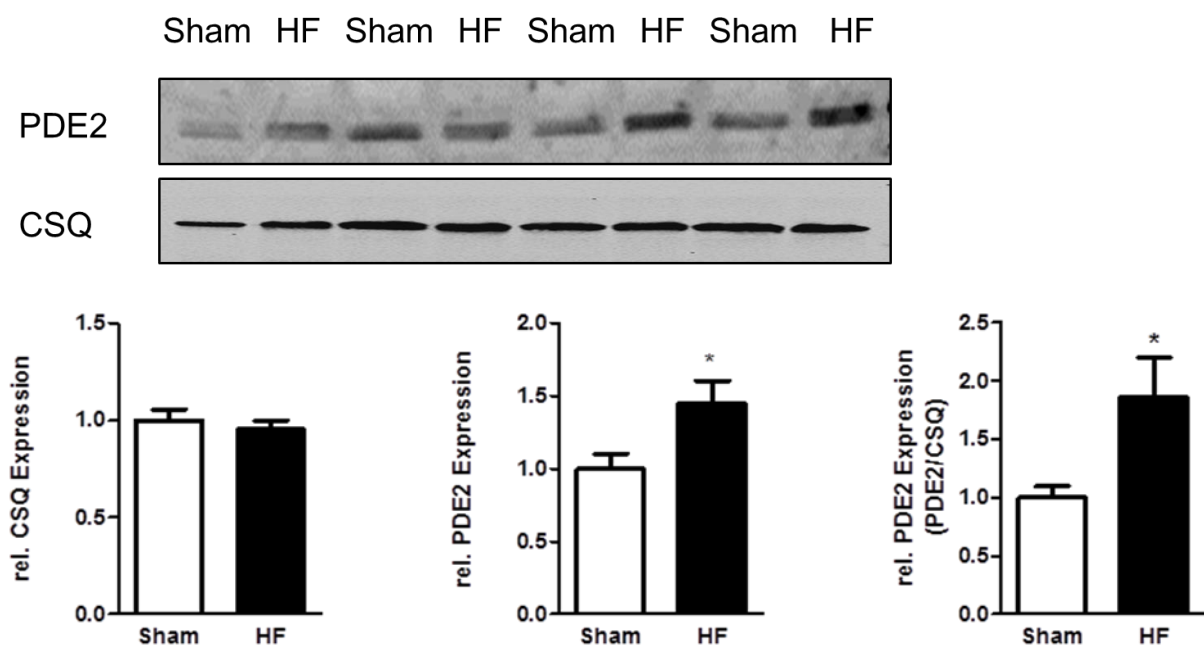 Sham HF Sham HF Sham HF Sham HF
PDE2
CSQ
rel. CSQ Expression
1.5
1.0
0.5
0.0
Sham HF
rel. PDE2 Expression
2.0
1.5
1.0
0.5
0.0
*
Sham HF
rel. PDE2 Expression
(PDE2/CSQ)
2.5
2.0
1.5
1.0
0.5
0.0
*
Sham HF